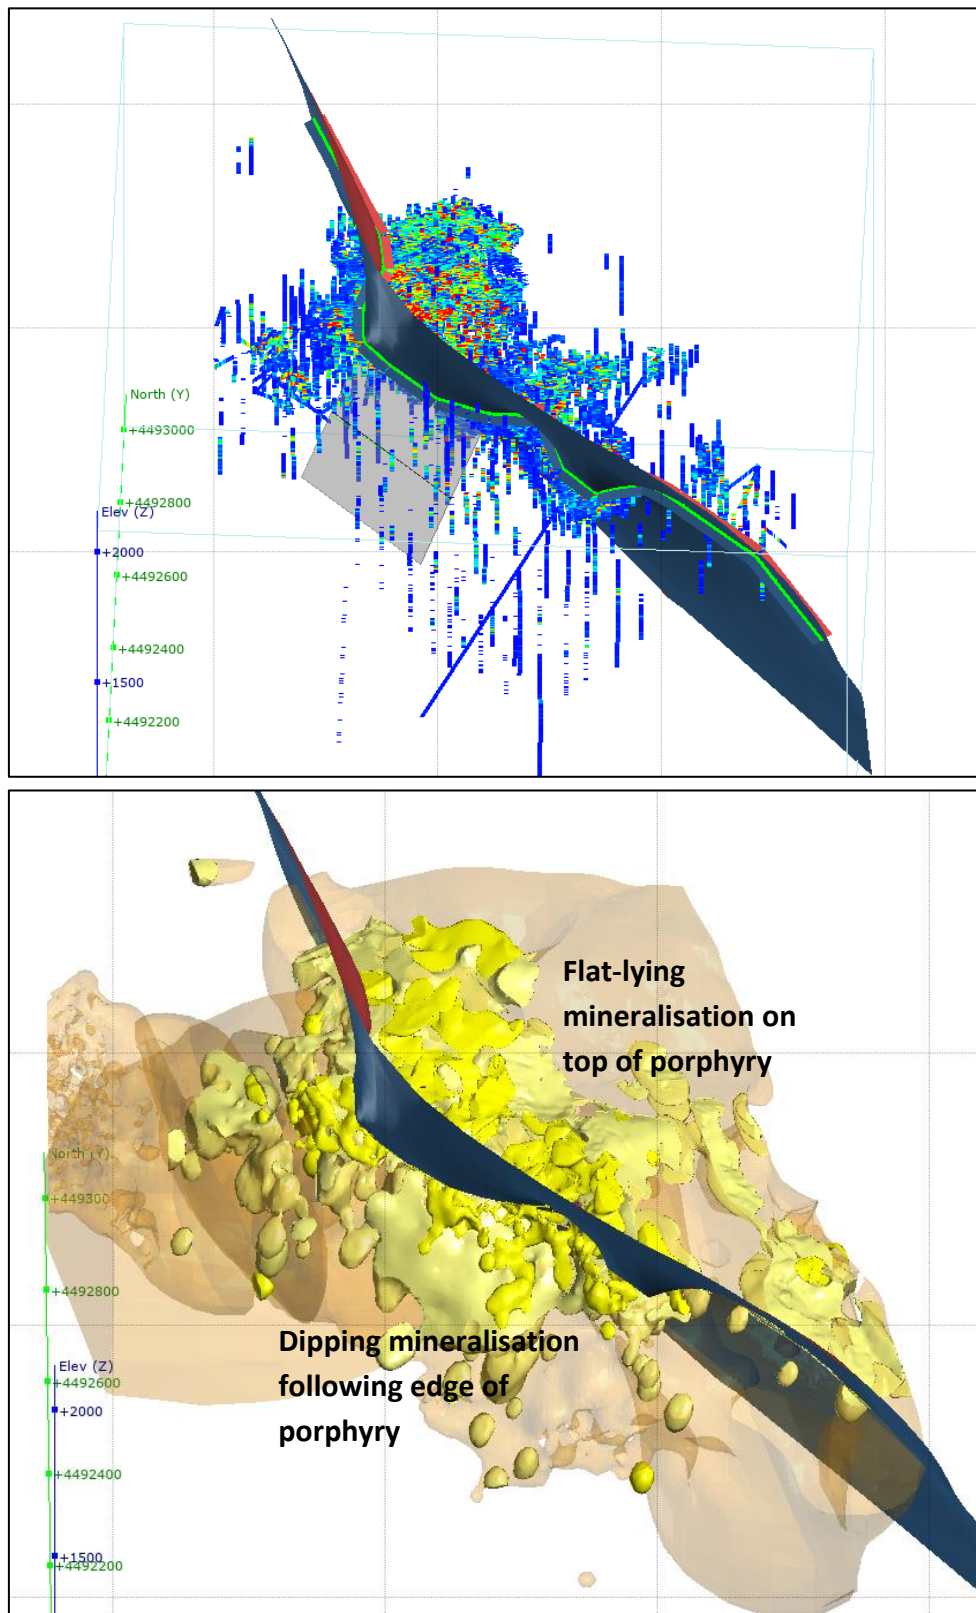 North (Y)
+4493000
+4492800
Elev (Z)
+2000
+4492600
+4492400
+1500
+4492200
Flat-lying
mineralisation on
top of porphyry
North (Y)
+449300
+4492800
Dipping mineralisation
following edge of
porphyry
Elev (Z)
+4492600
+2000
+4492400
+1500
+4492200